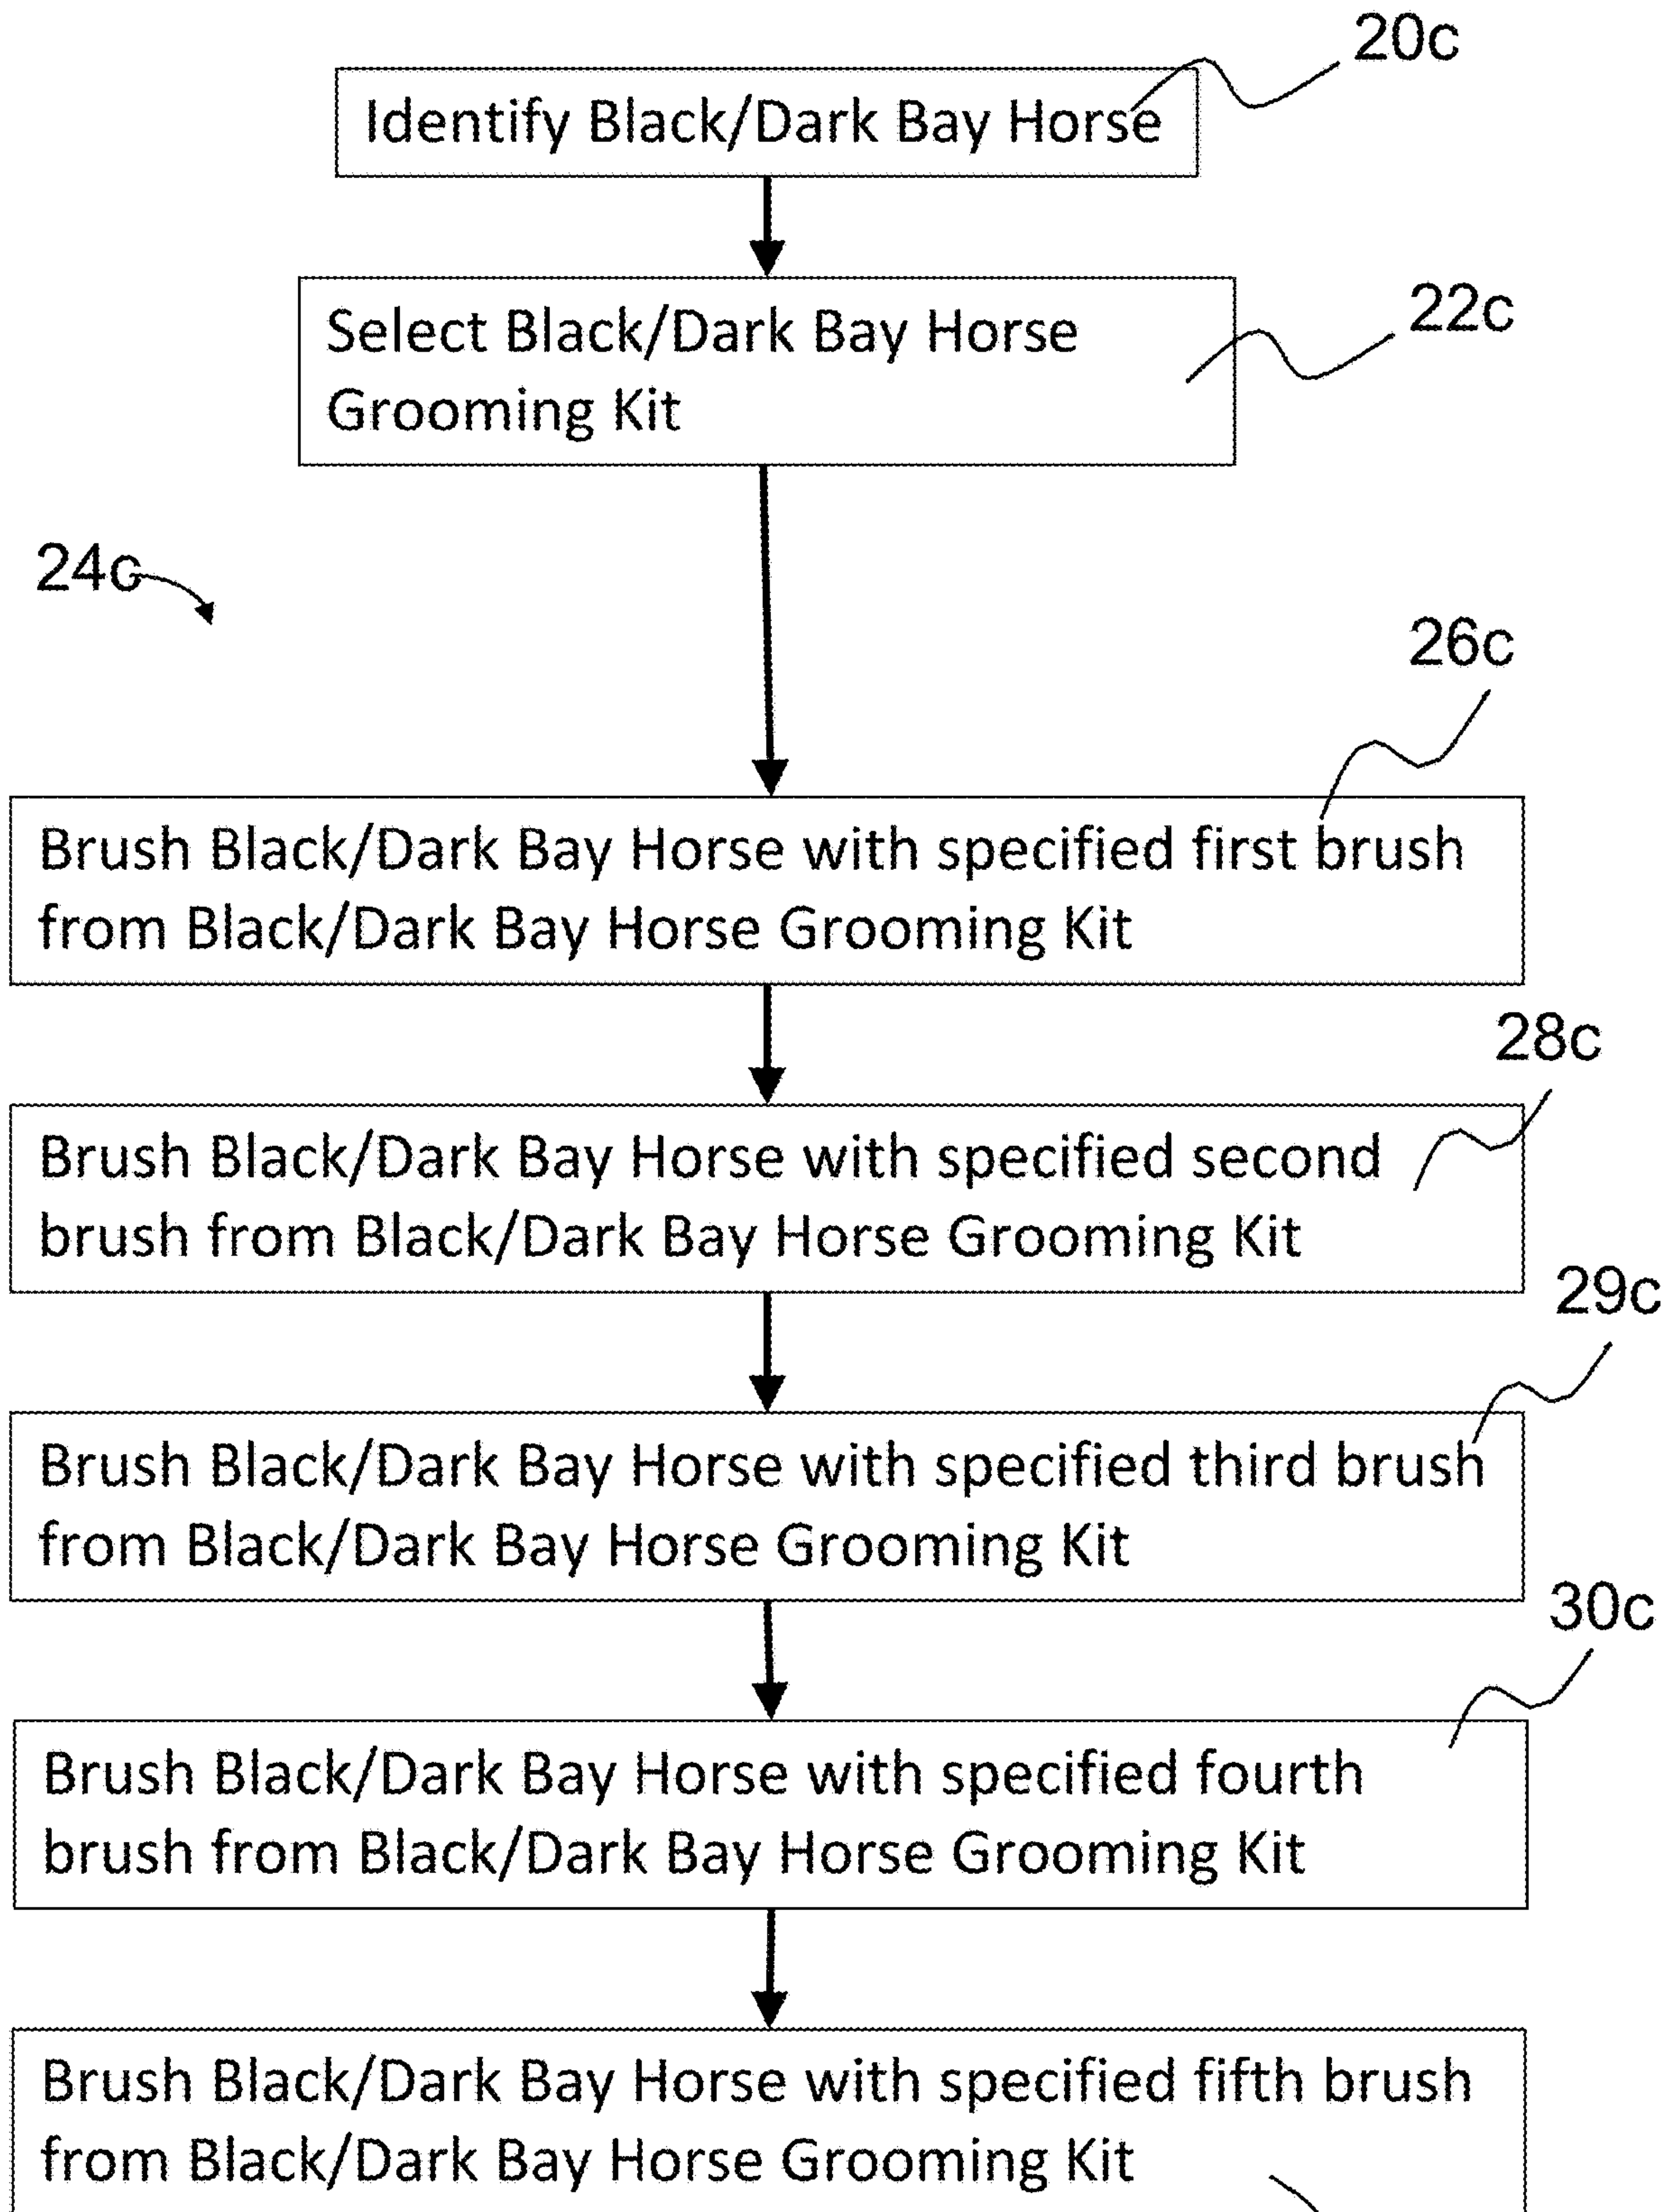 20c
Identify Black/Dark Bay Horse
22c
Select Black/Dark Bay Horse
Grooming Kit
24c
26c
Brush Black/Dark Bay Horse with specified first brush
from Black/Dark Bay Horse Grooming Kit
28c
Brush Black/Dark Bay Horse with specified second
brush from Black/Dark Bay Horse Grooming Kit
29c
Brush Black/Dark Bay Horse with specified third brush
from Black/Dark Bay Horse Grooming Kit
30c
Brush Black/Dark Bay Horse with specified fourth
brush from Black/Dark Bay Horse Grooming Kit
Brush Black/Dark Bay Horse with specified fifth brush
from Black/Dark Bay Horse Grooming Kit